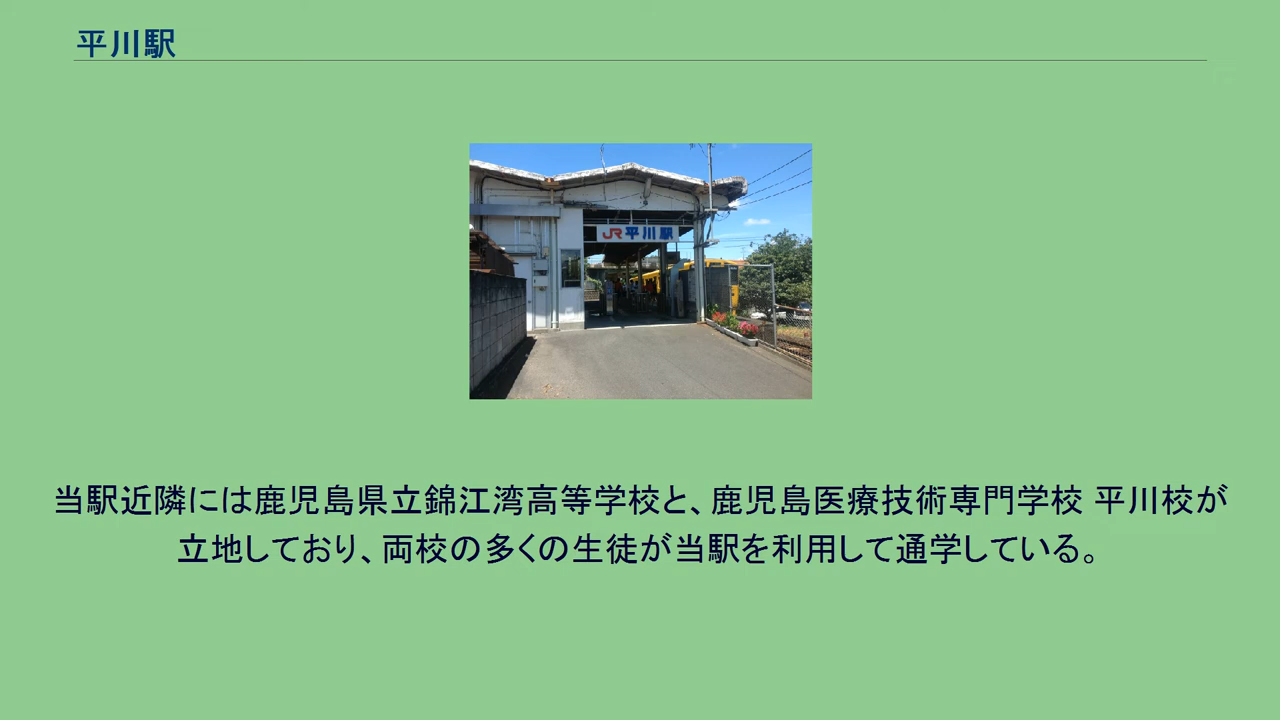 平川駅
JR平川駅
当駅近隣には鹿児島県立錦江湾高等学校と、鹿児島医療技術専門学校 平川校が
立地しており、両校の多くの生徒が当駅を利用して通学している。